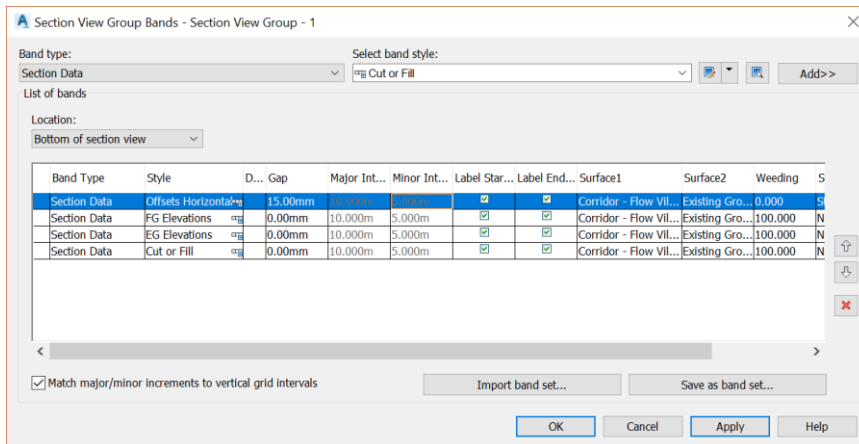 Section View Group Bands - Section View Group - 1
Band type:
Select band style:
Section Data
Cut or Fill
Add>>
List of bands
Location:
Bottom of section view
Band Type Style D... Gap Major Int... Minor Int... Label Star... Label End... Surface1 Surface2 Weeding S
Section Data Offsets Horizontal 15.00mm 10.000m 5.000m Corridor - Flow Vil... Existing Gro... 0.000
Section Data FG Elevations 0.00mm 10.000m 5.000m Corridor - Flow Vil... Existing Gro... 100.000 N
Section Data EG Elevations 0.00mm 10.000m 5.000m Corridor - Flow Vil... Existing Gro... 100.000 N
Section Data Cut or Fill 0.00mm 10.000m 5.000m Corridor - Flow Vil... Existing Gro... 100.000 N
Match major/minor increments to vertical grid intervals
Import band set...
Save as band set...
OK
Cancel
Apply
Help